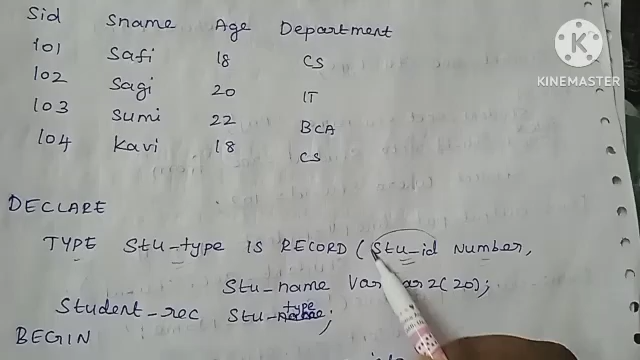 Sid Sname Age Department
101 Safi 18 CS
102 Sagi 20 IT
103 Sumi 22 BCA
104 Kavi 18 CS
KINEMASTER
DECLARE
TYPE Stu-type IS RECORD (Stu-id Number,
Stu-name Varchar2(20);
Student-rec Stu-type;
BEGIN